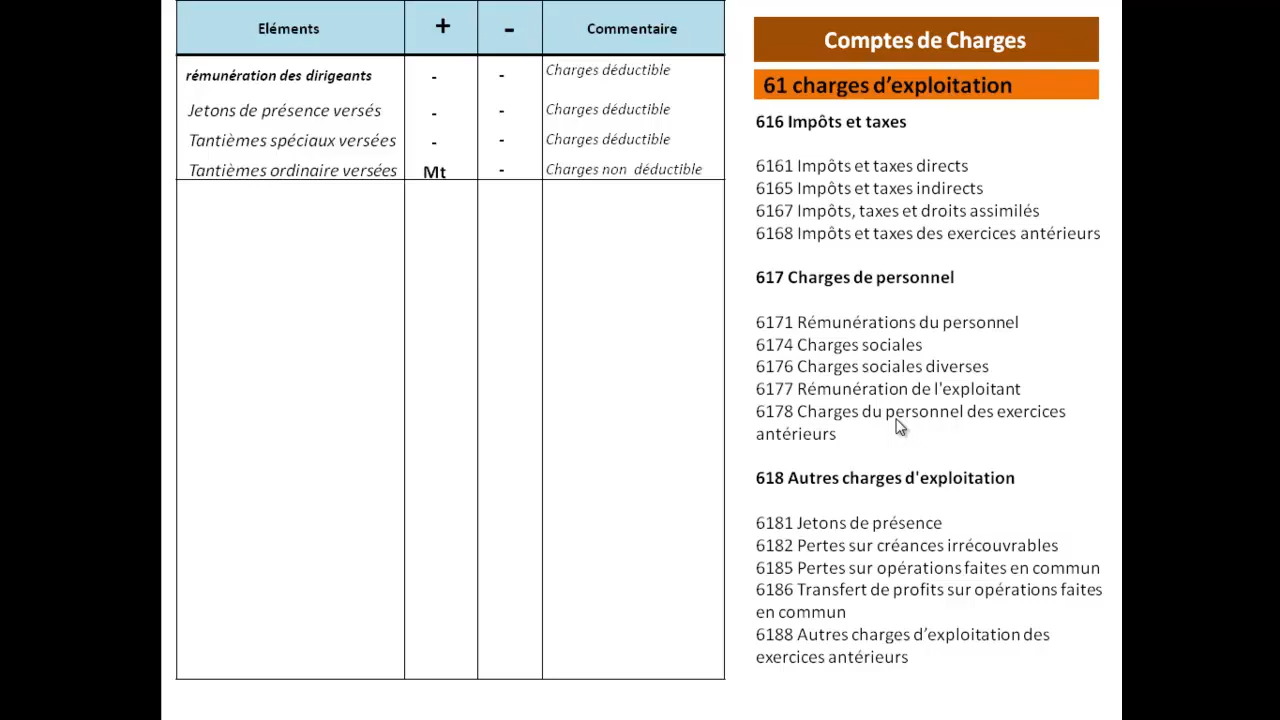 Eléments + - Commentaire
rémunération des dirigeants - - Charges déductible
Jetons de présence versés - - Charges déductible
Tantièmes spéciaux versées - - Charges déductible
Tantièmes ordinaire versées Mt - Charges non déductible
Comptes de Charges
61 charges d’exploitation
616 Impôts et taxes
6161 Impôts et taxes directs
6165 Impôts et taxes indirects
6167 Impôts, taxes et droits assimilés
6168 Impôts et taxes des exercices antérieurs
617 Charges de personnel
6171 Rémunérations du personnel
6174 Charges sociales
6176 Charges sociales diverses
6177 Rémunération de l'exploitant
6178 Charges du personnel des exercices
antérieurs
618 Autres charges d'exploitation
6181 Jetons de présence
6182 Pertes sur créances irrécouvrables
6185 Pertes sur opérations faites en commun
6186 Transfert de profits sur opérations faites
en commun
6188 Autres charges d’exploitation des
exercices antérieurs